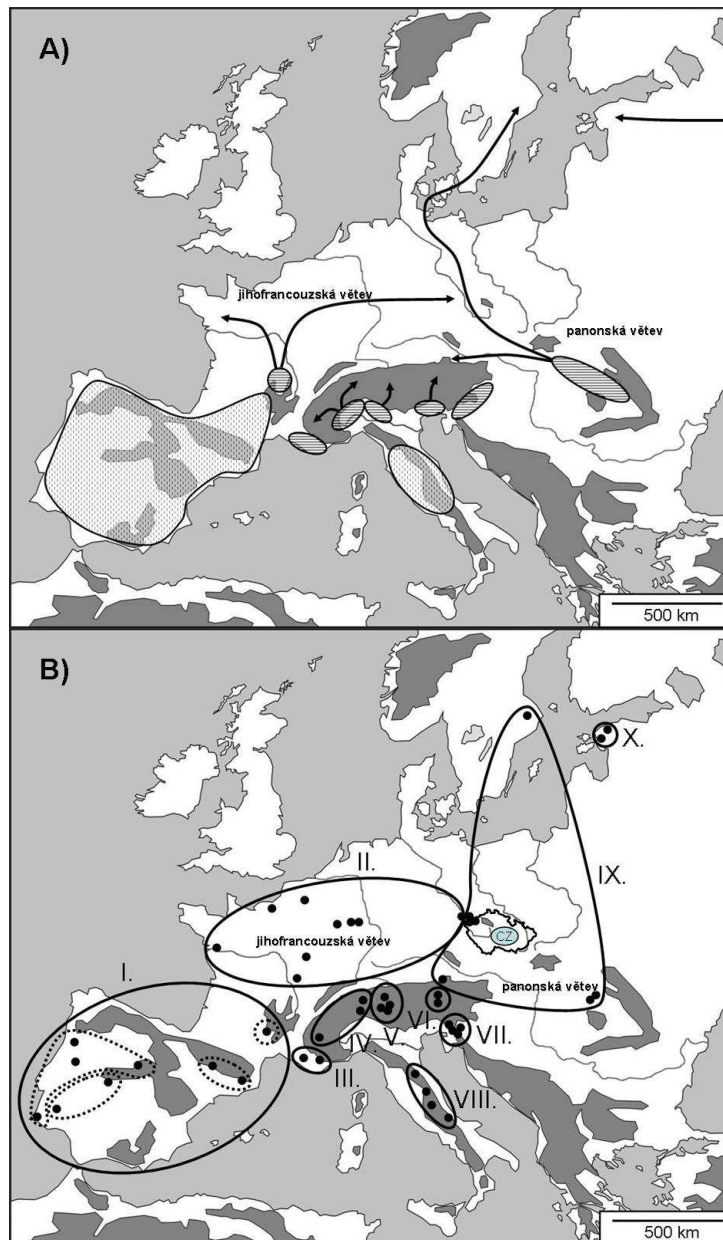 A)
jihofrancouzská větev
panonská větev
500 km
B)
X.
II.
IX.
jihofrancouzská větev
CZ
I.
panonská větev
VI.
V.
VII.
IV.
III.
VIII.
500 km